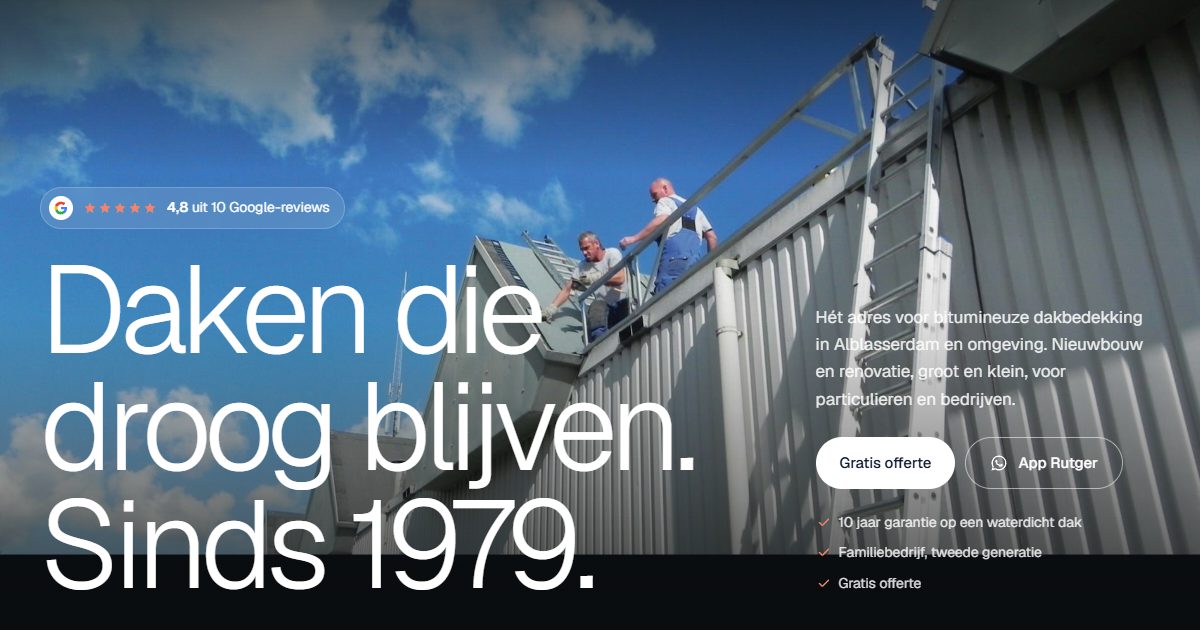 4,8 uit 10 Google-reviews
Daken die
droog blijven.
Sinds 1979.
Hét adres voor bitumineuze dakbedekking
in Alblasserdam en omgeving. Nieuwbouw
en renovatie, groot en klein, voor
particulieren en bedrijven.
Gratis offerte
App Rutger
10 jaar garantie op een waterdicht dak
Familiebedrijf, tweede generatie
Gratis offerte